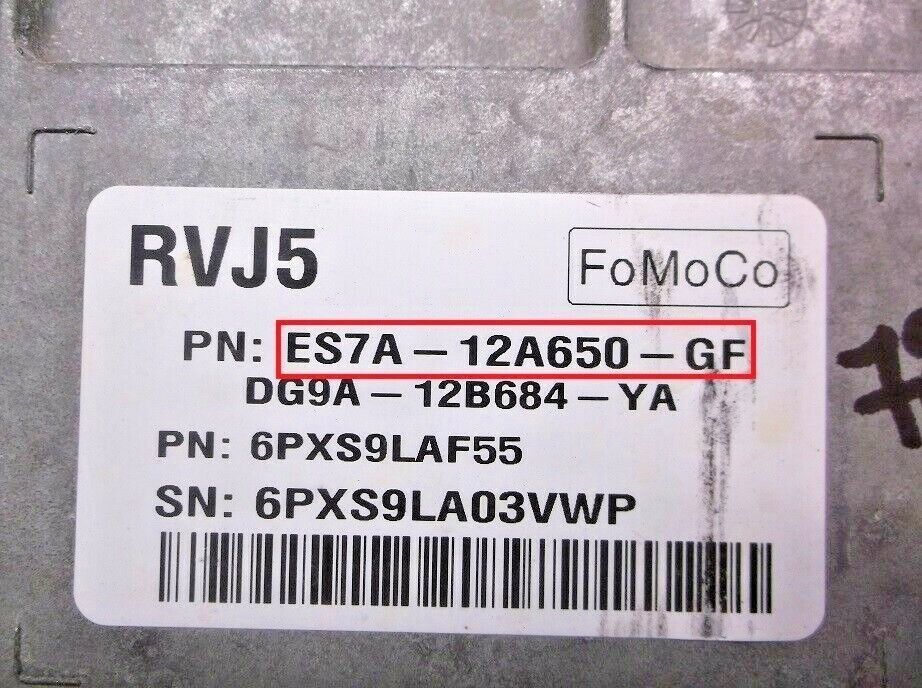 RVJ5
FoMoCo
PN: ES7A-12A650-GF
DG9A-12B684-YA
PN: 6PXS9LAF55
SN: 6PXS9LA03VWP